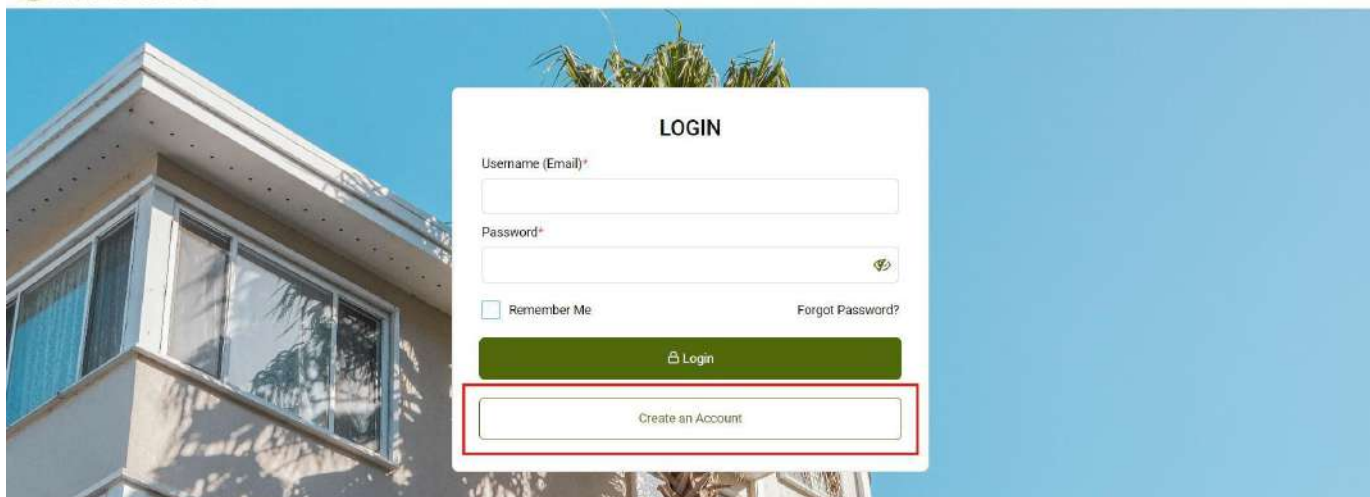 LOGIN
Username (Email)*
Password*
Remember Me
Forgot Password?
Login
Create an Account